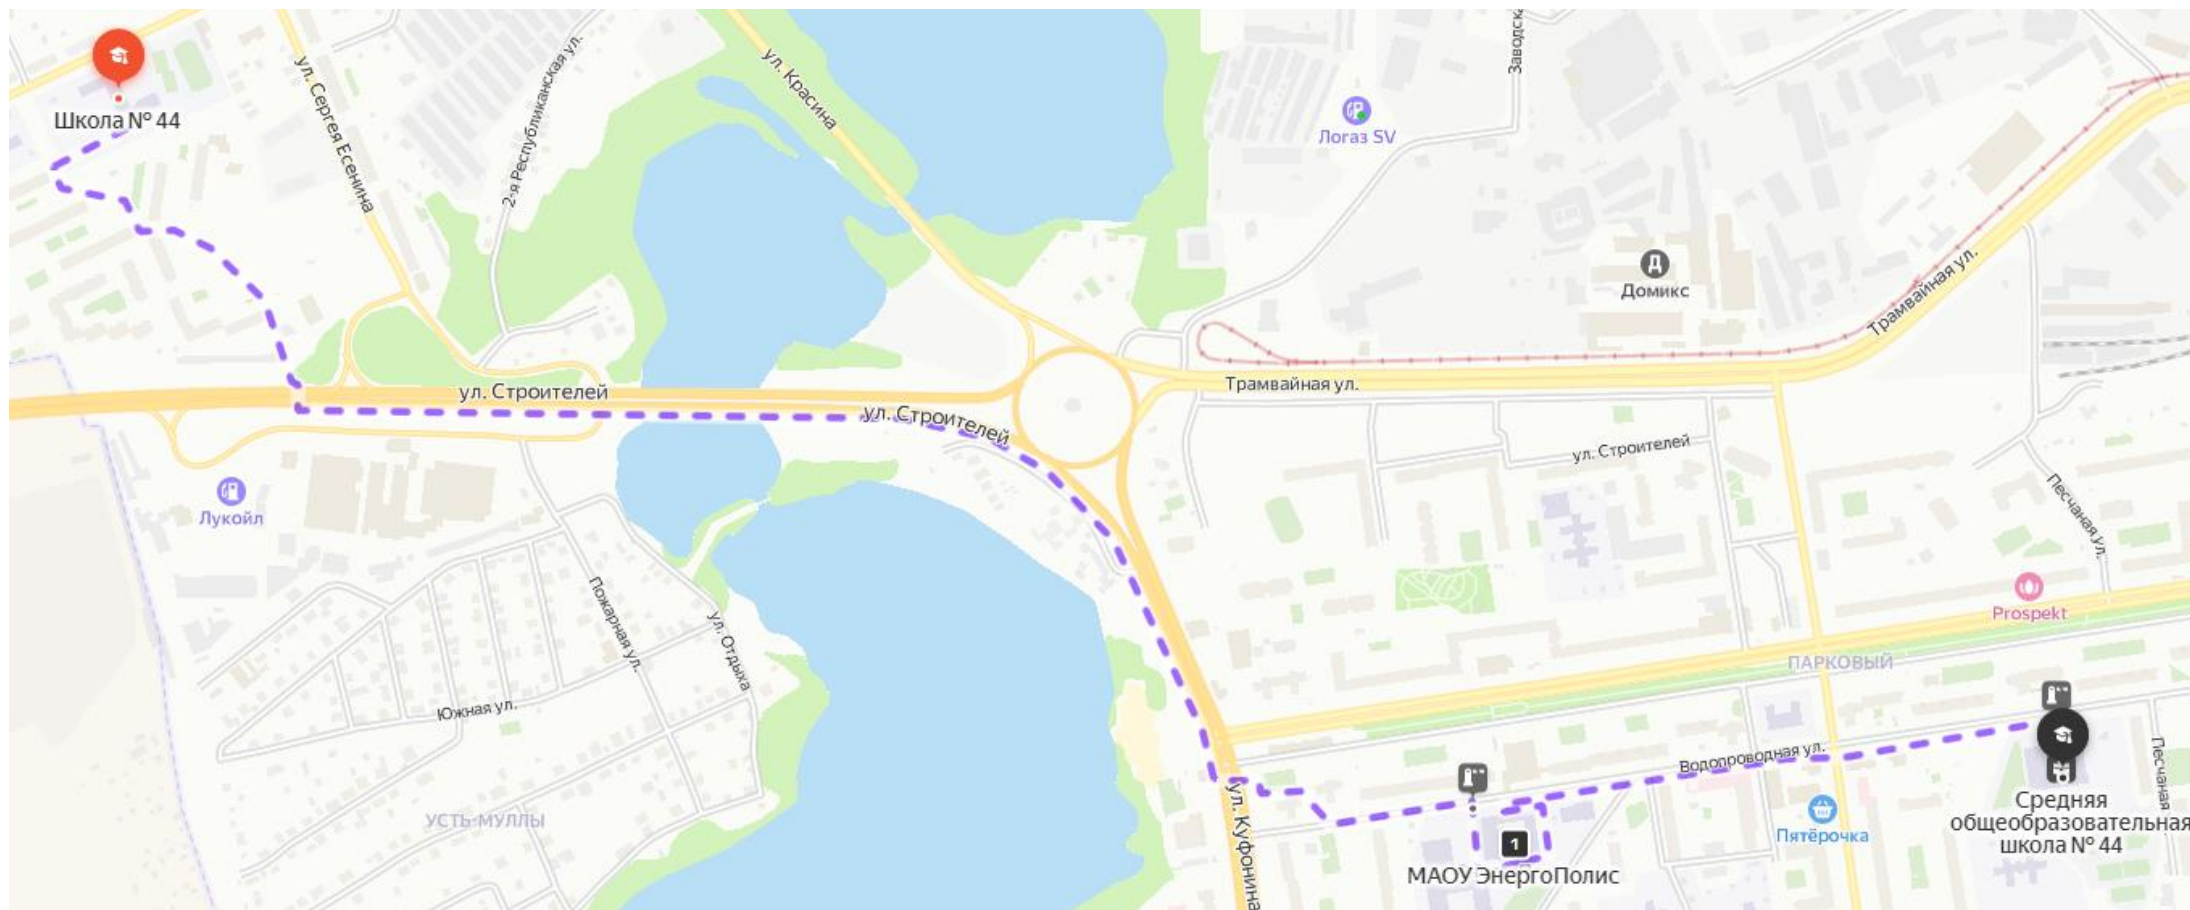 Школа № 44
ул. Сергея Есенина
2-я Республиканская ул.
ул. Красина
Логаз SV
Домикс
Трамвайная ул.
ул. Строителей
ул. Строителей
Трамвайная ул.
ул. Строителей
Лукойл
Песчаная ул.
Пожарная ул.
ул. Отдыха
Prospekt
ПАРКОВЫЙ
Южная ул.
Водопроводная ул.
Песчаная
УСТЬ-МУЛЛЫ
ул. Куфонина
1
МАОУ ЭнергоПолис
Пятёрочка
Средняя
общеобразовательная
школа № 44